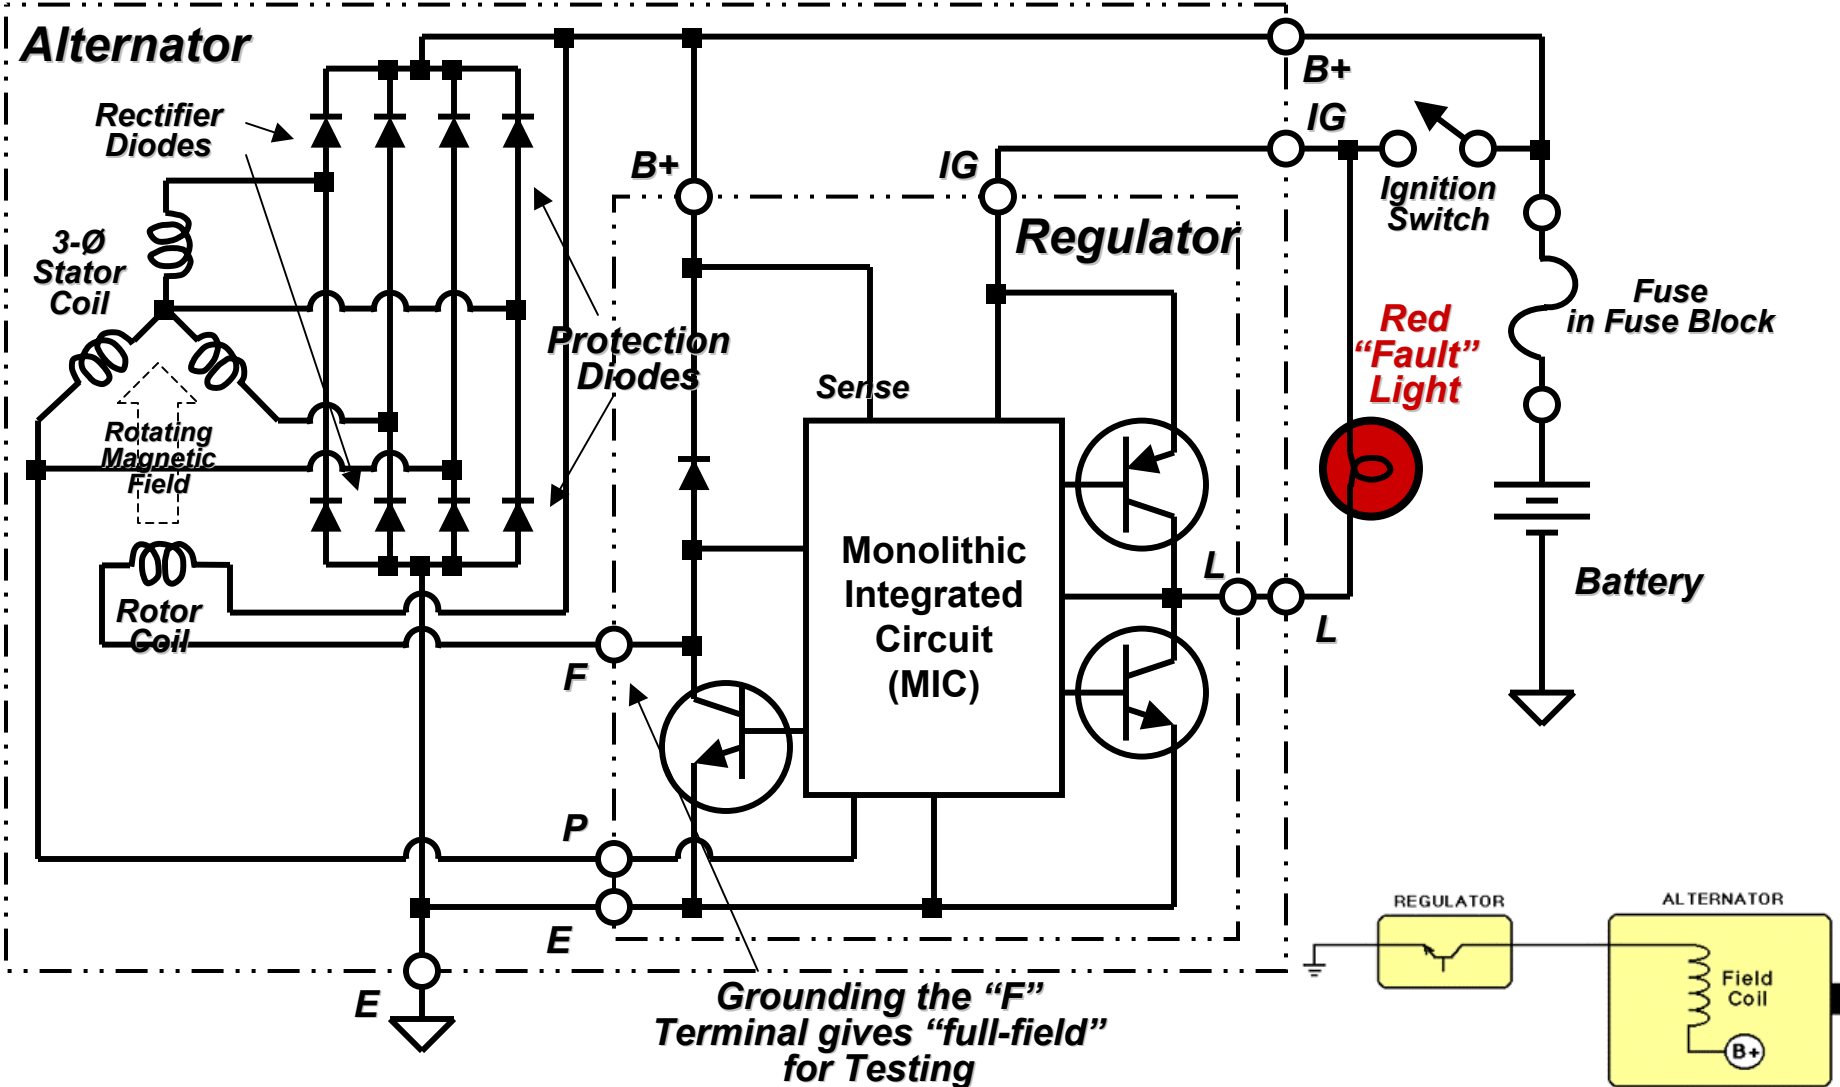 Alternator
B+
Rectifier
Diodes
IG
B+
IG
Ignition
Switch
Regulator
3-Ø
Stator
Coil
Fuse
in Fuse Block
Red
“Fault”
Light
Protection
Diodes
Sense
Rotating
Magnetic
Field
Monolithic
Integrated
Circuit
(MIC)
L
Battery
Rotor
Coil
L
F
P
E
E
Grounding the “F”
Terminal gives “full-field”
for Testing
REGULATOR
ALTERNATOR
Field
Coil
B+